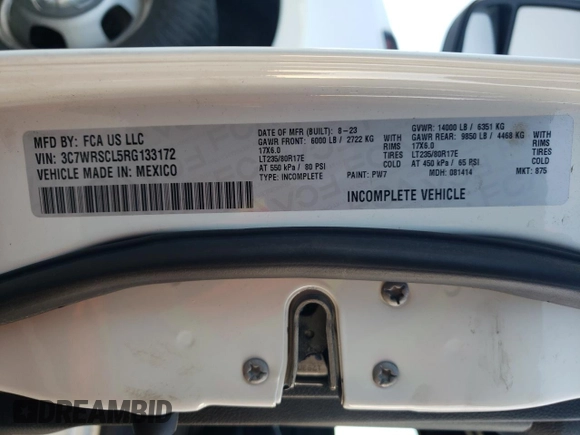 MFD BY: FCA US LLC
VIN: 3C7WRSCL5RG133172
VEHICLE MADE IN: MEXICO
DATE OF MFR (BUILT): 8-23
GAWR FRONT: 6000 LB / 2722 KG
17X6.0 RIMS
LT235/80R17E TIRES
AT 550 kPa / 80 PSI
TYPE: INCOMPLETE
PAINT: PW7
WITH
GVWR: 14000 LB / 6351 KG
GAWR REAR: 9850 LB / 4468 KG
17X6.0 RIMS
LT235/80R17E TIRES
AT 450 kPa / 65 PSI
WITH
MDH: 081414
MKT: 875
INCOMPLETE VEHICLE
DREAMBID